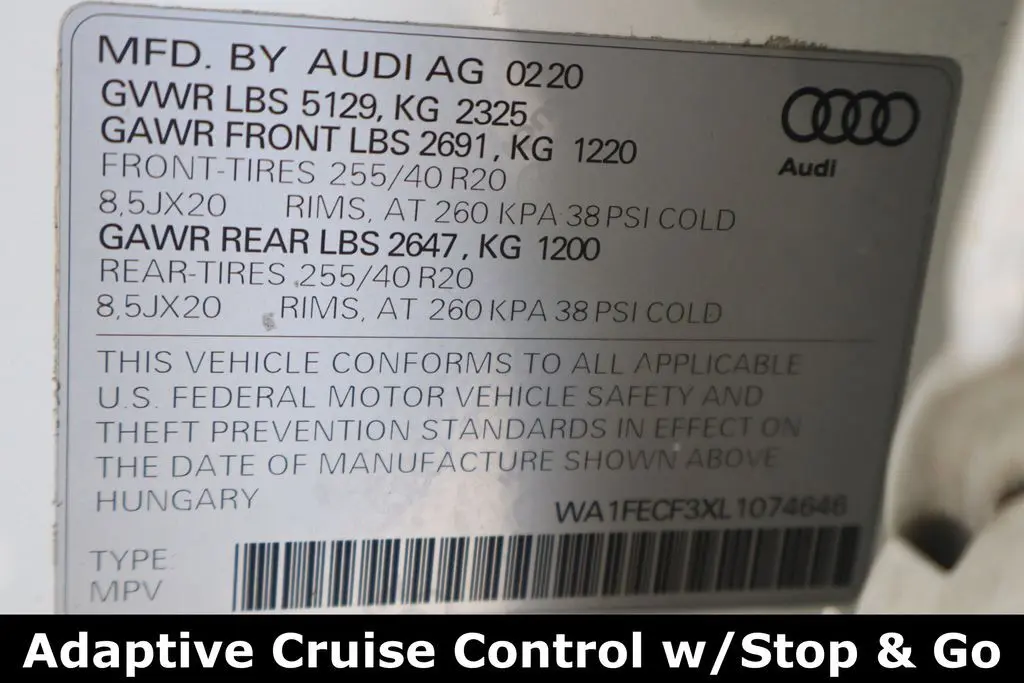 MFD. BY AUDI AG 0220
GVWR LBS 5129, KG 2325
GAWR FRONT LBS 2691, KG 1220
FRONT-TIRES 255/40 R20
8,5JX20 RIMS, AT 260 KPA 38 PSI COLD
GAWR REAR LBS 2647, KG 1200
REAR-TIRES 255/40 R20
8,5JX20 RIMS, AT 260 KPA 38 PSI COLD
Audi
THIS VEHICLE CONFORMS TO ALL APPLICABLE
U.S. FEDERAL MOTOR VEHICLE SAFETY AND
THEFT PREVENTION STANDARDS IN EFFECT ON
THE DATE OF MANUFACTURE SHOWN ABOVE
HUNGARY
WA1FECF3XL1074646
TYPE:
MPV
Adaptive Cruise Control w/Stop & Go